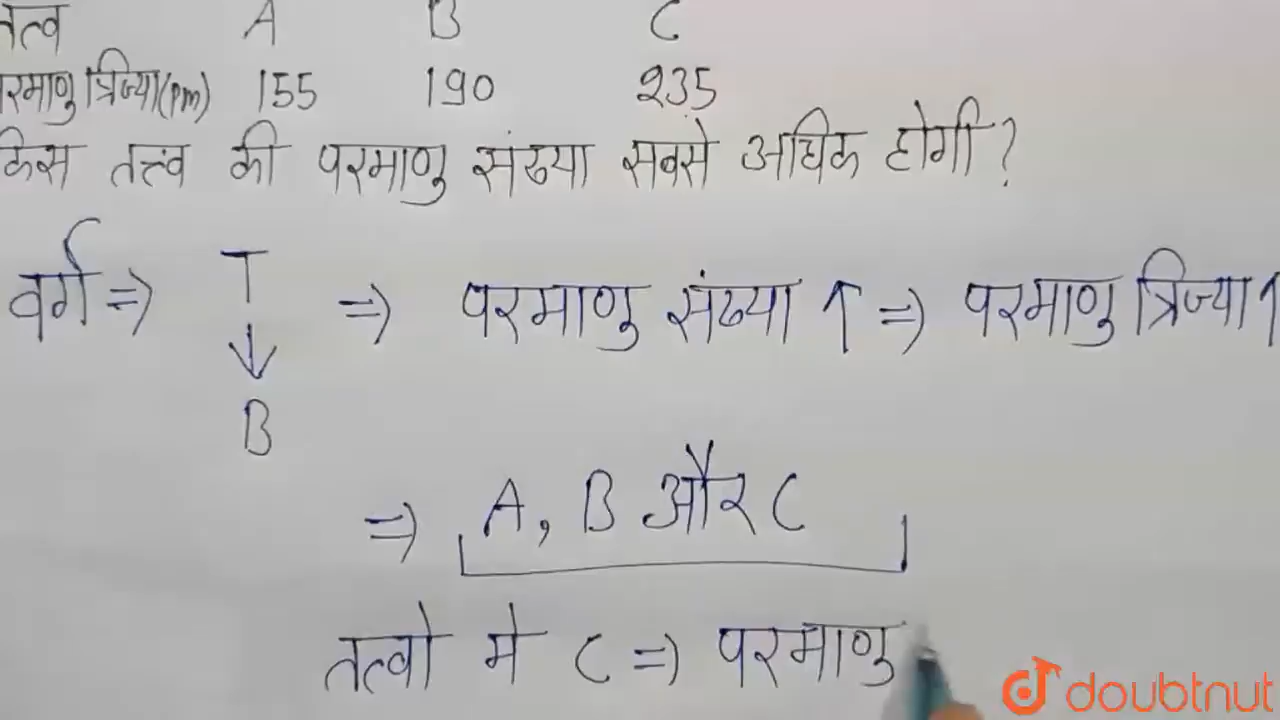 तत्व A B C
परमाणु त्रिज्या(pm) 155 190 235
किस तत्त्व की परमाणु संख्या सबसे अधिक होगी?
वर्ग ⇒ T ⇒ परमाणु संख्या ↑ ⇒ परमाणु त्रिज्या ↑
↓
B
⇒ A, B और C
तत्वो मे C ⇒ परमाणु
doubtnut